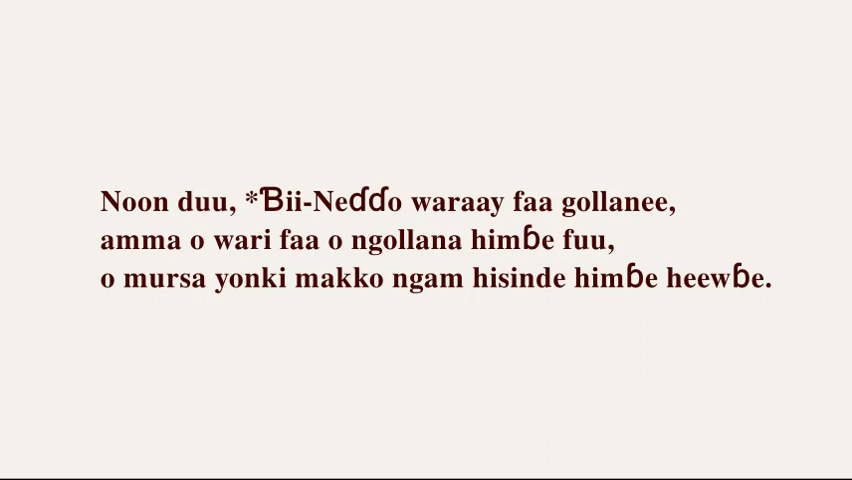 Noon duu, *Ɓii-Neɗɗo waraay faa gollanee,
amma o wari faa o ngollana himɓe fuu,
o mursa yonki makko ngam hisinde himɓe heewɓe.